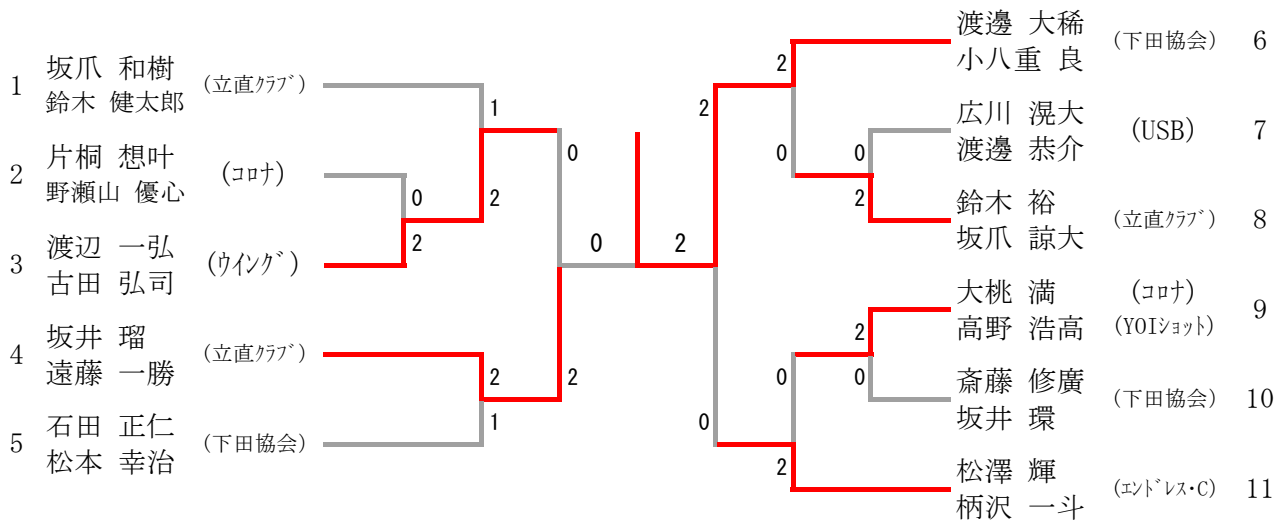 1
坂爪 和樹
鈴木 健太郎
(立直ｸﾗﾌﾞ)
2
片桐 想叶
野瀬山 優心
(ｺﾛﾅ)
3
渡辺 一弘
古田 弘司
(ｳｲﾝｸﾞ)
4
坂井 瑠
遠藤 一勝
(立直ｸﾗﾌﾞ)
5
石田 正仁
松本 幸治
(下田協会)
1
2
0
2
0
2
2
1
0
2
2
0
2
0
0
2
2
0
0
2
渡邊 大稀
小八重 良
(下田協会)
6
広川 滉大
渡邊 恭介
(USB)
7
鈴木 裕
坂爪 諒大
(立直ｸﾗﾌﾞ)
8
大桃 満
高野 浩高
(ｺﾛﾅ)
(YOIｼｮｯﾄ)
9
斎藤 修廣
坂井 環
(下田協会)
10
松澤 輝
柄沢 一斗
(ｴﾝﾄﾞﾚｽ・C)
11